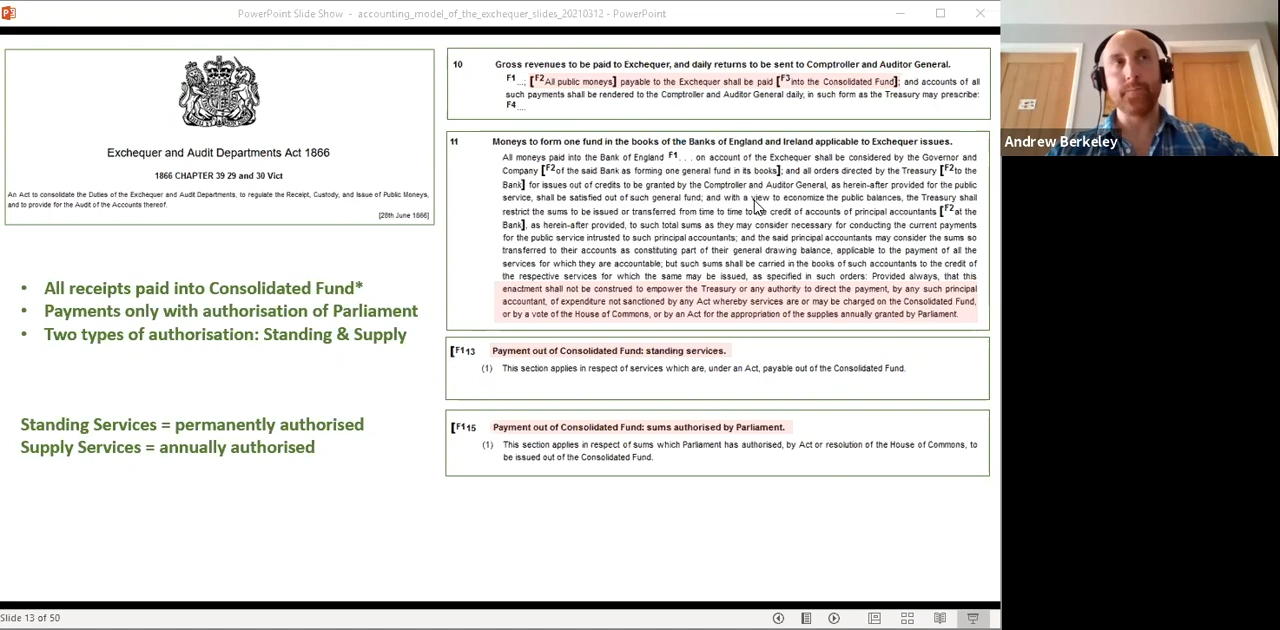 PowerPoint Slide Show - accounting_model_of_the_exchequer_slides_20210312 - PowerPoint
Exchequer and Audit Departments Act 1866
1866 CHAPTER 39 29 and 30 Vict
An Act to consolidate the Duties of the Exchequer and Audit Departments, to regulate the Receipt, Custody, and Issue of Public Moneys,
and to provide for the Audit of the Accounts thereof.
[28th June 1866]
• All receipts paid into Consolidated Fund*
• Payments only with authorisation of Parliament
• Two types of authorisation: Standing & Supply
Standing Services = permanently authorised
Supply Services = annually authorised
10 Gross revenues to be paid to Exchequer, and daily returns to be sent to Comptroller and Auditor General.
F1...; [F2All public moneys] payable to the Exchequer shall be paid [F3into the Consolidated Fund]; and accounts of all
such payments shall be rendered to the Comptroller and Auditor General daily, in such form as the Treasury may prescribe:
F4....
11 Moneys to form one fund in the books of the Banks of England and Ireland applicable to Exchequer issues.
All moneys paid into the Bank of England F1. . . on account of the Exchequer shall be considered by the Governor and
Company [F2of the said Bank as forming one general fund in its books]; and all orders directed by the Treasury [F2to the
Bank] for issues out of credits to be granted by the Comptroller and Auditor General, as herein-after provided for the public
service, shall be satisfied out of such general fund; and with a view to economize the public balances, the Treasury shall
restrict the sums to be issued or transferred from time to time to the credit of accounts of principal accountants [F2at the
Bank], as herein-after provided, to such total sums as they may consider necessary for conducting the current payments
for the public service intrusted to such principal accountants; and the said principal accountants may consider the sums so
transferred to their accounts as constituting part of their general drawing balance, applicable to the payment of all the
services for which they are accountable; but such sums shall be carried in the books of such accountants to the credit of
the respective services for which the same may be issued, as specified in such orders: Provided always, that this
enactment shall not be construed to empower the Treasury or any authority to direct the payment, by any such principal
accountant, of expenditure not sanctioned by any Act whereby services are or may be charged on the Consolidated Fund,
or by a vote of the House of Commons, or by an Act for the appropriation of the supplies annually granted by Parliament.
[F113 Payment out of Consolidated Fund: standing services.
(1) This section applies in respect of services which are, under an Act, payable out of the Consolidated Fund.
[F115 Payment out of Consolidated Fund: sums authorised by Parliament.
(1) This section applies in respect of sums which Parliament has authorised, by Act or resolution of the House of Commons, to
be issued out of the Consolidated Fund.
Andrew Berkeley
Slide 13 of 50